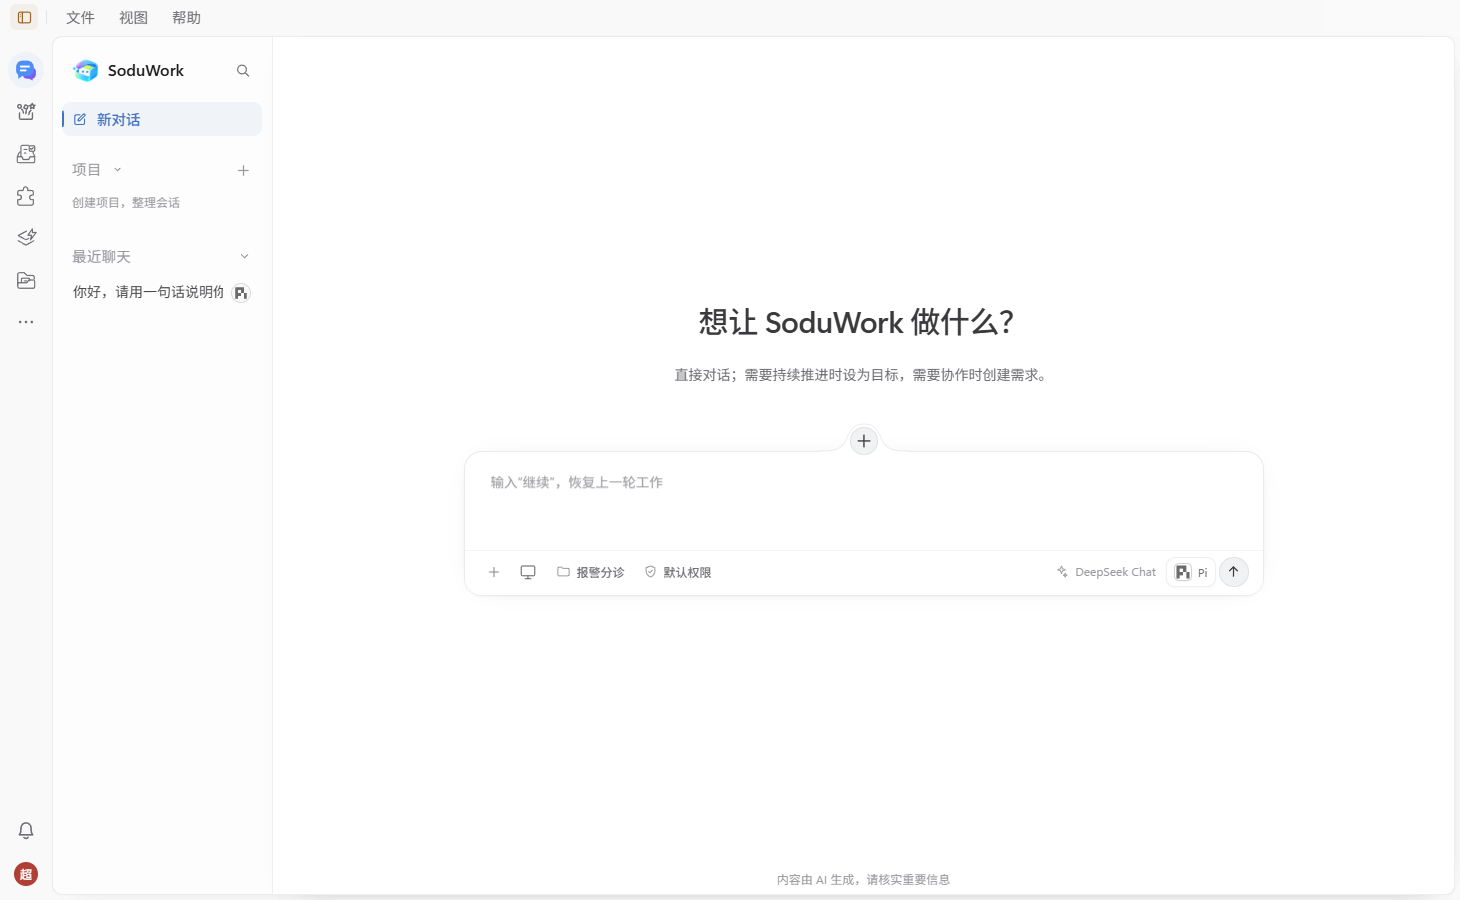 文件 视图 帮助
SoduWork
新对话
项目
创建项目，整理会话
最近聊天
你好，请用一句话说明你
想让 SoduWork 做什么？
直接对话；需要持续推进时设为目标，需要协作时创建需求。
输入“继续”，恢复上一轮工作
报警分诊 默认权限 DeepSeek Chat Pi
超
内容由 AI 生成，请核实重要信息